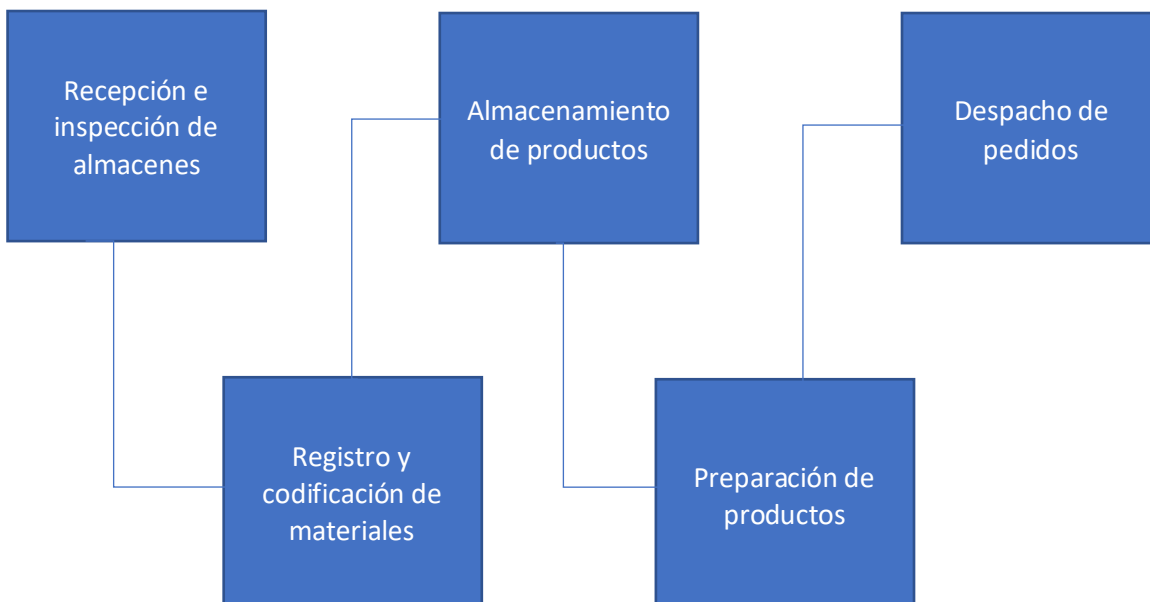 Recepción e
inspección de
almacenes
Registro y
codificación de
materiales
Almacenamiento
de productos
Preparación de
productos
Despacho de
pedidos